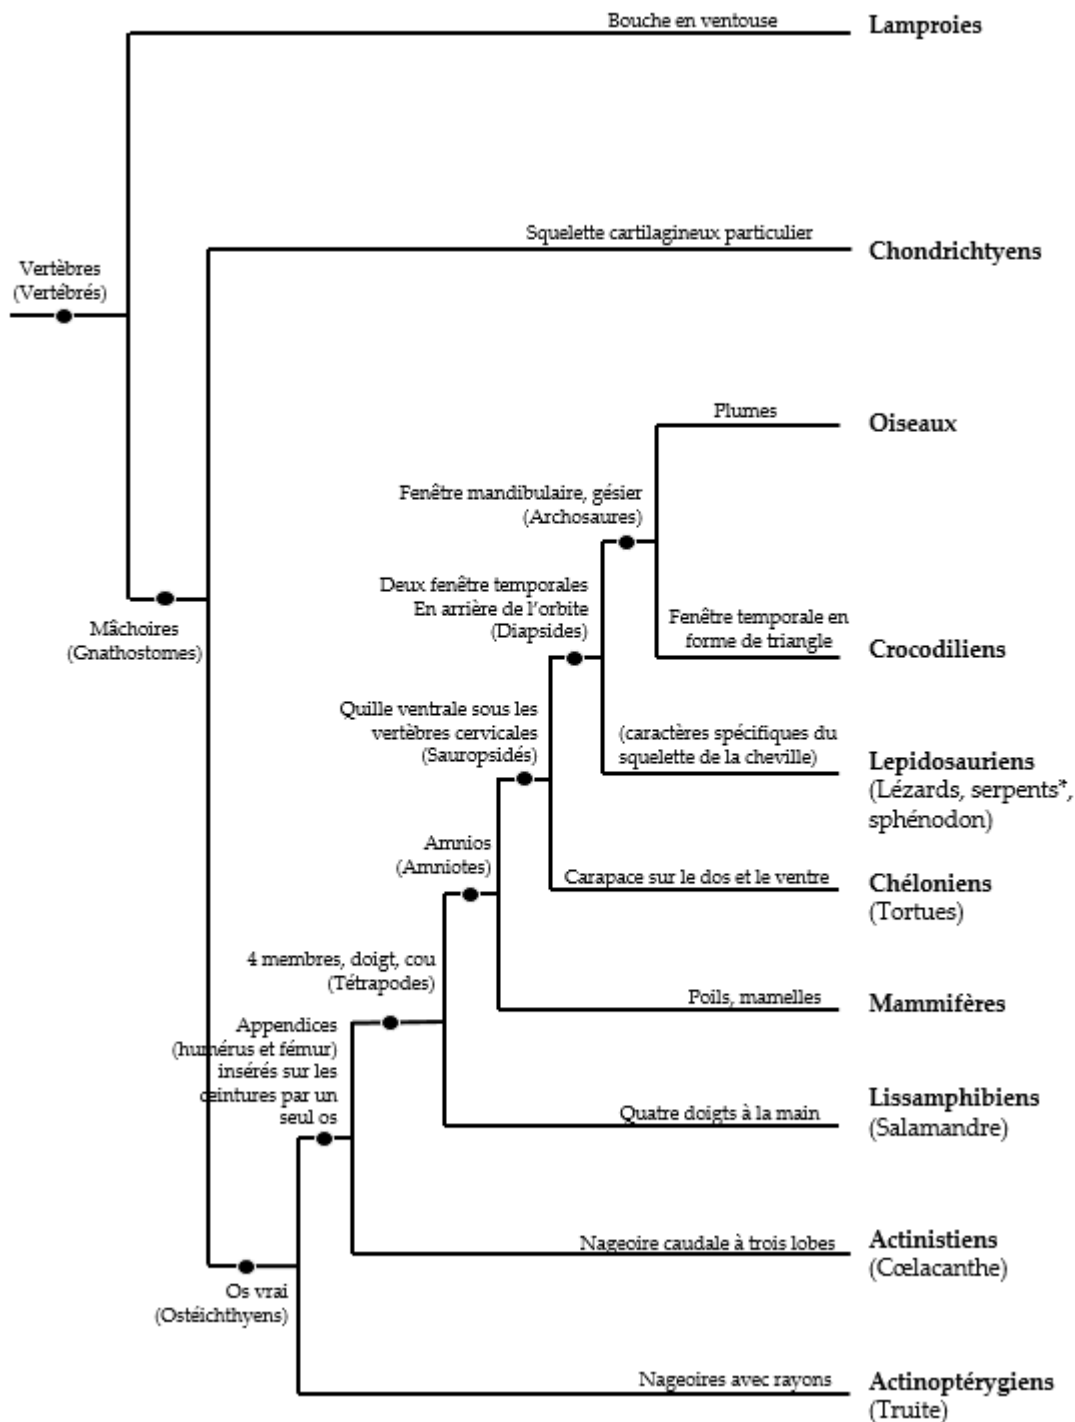 Bouche en ventouse
Lamproies
Squelette cartilagineux particulier
Chondrichtyens
Vertèbres
(Vertébrés)
Plumes
Oiseaux
Fenêtre mandibulaire, gésier
(Archosaures)
Deux fenêtre temporales
En arrière de l'orbite
(Diapsides)
Fenêtre temporale en
forme de triangle
Crocodiliens
Mâchoires
(Gnathostomes)
Quille ventrale sous les
vertèbres cervicales
(Sauropsidés)
(caractères spécifiques du
squelette de la cheville)
Lepidosauriens
(Lézards, serpents*,
sphénodon)
Amnios
(Amniotes)
Carapace sur le dos et le ventre
Chéloniens
(Tortues)
4 membres, doigt, cou
(Tétrapodes)
Poils, mamelles
Mammifères
Appendices
(humérus et fémur)
insérés sur les
ceintures par un
seul os
Quatre doigts à la main
Lissamphibiens
(Salamandre)
Nageoire caudale à trois lobes
Actinistiens
(Cœlacanthe)
Os vrai
(Ostéichthyens)
Nageoires avec rayons
Actinoptérygiens
(Truite)